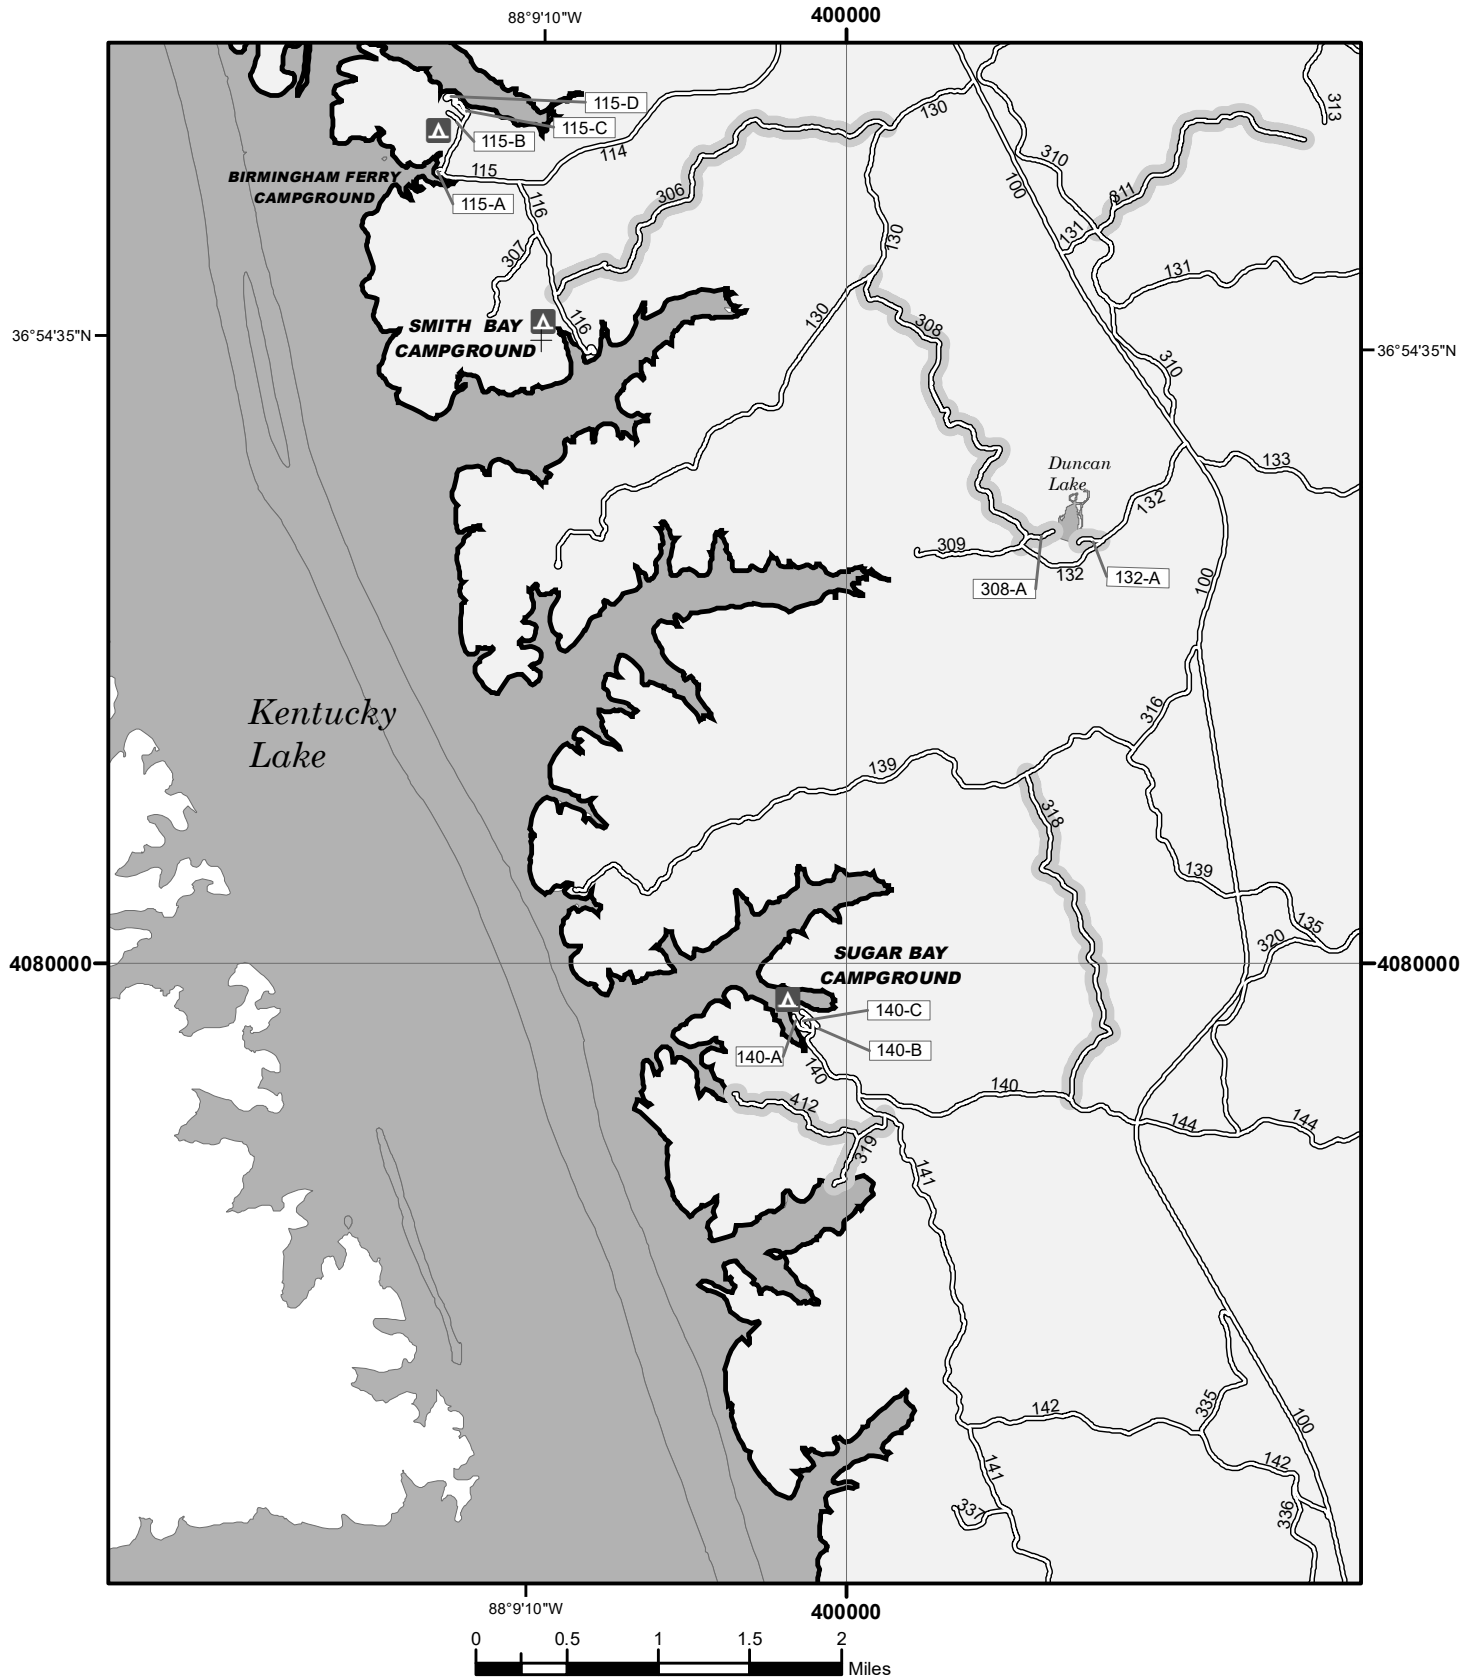 88°9'10"W
400000
115-D
115-C
115-B
130
313
114
310
BIRMINGHAM FERRY
CAMPGROUND
115
100
115-A
116
306
311
131
307
130
131
SMITH BAY
CAMPGROUND
116
130
308
36°54'35"N
36°54'35"N
310
Duncan
Lake
133
132
309
132
308-A
132-A
100
Kentucky
Lake
316
139
318
139
135
320
SUGAR BAY
CAMPGROUND
4080000
4080000
140-C
140-A
140-B
140
140
412
144
144
319
141
142
335
100
141
142
337
336
88°9'10"W
400000
0
0.5
1
1.5
2
Miles